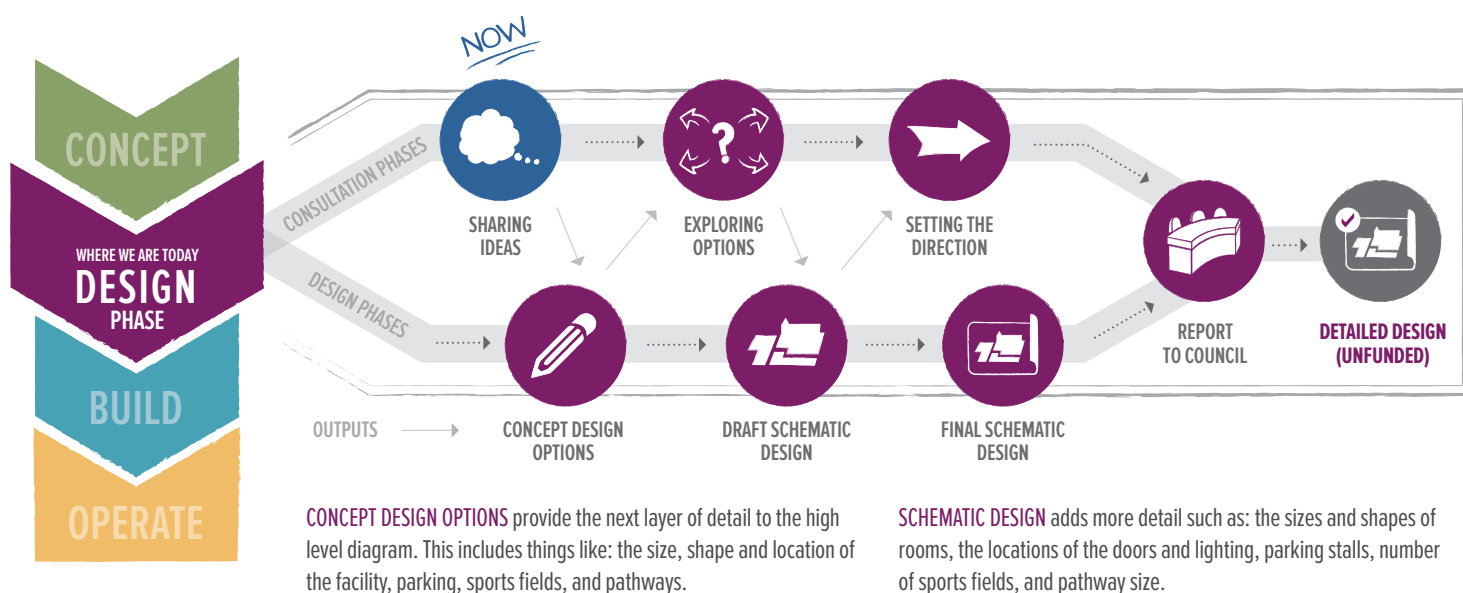 NOW
CONCEPT
WHERE WE ARE TODAY
DESIGN
PHASE
BUILD
OPERATE
CONSULTATION PHASES
?
SHARING
IDEAS
EXPLORING
OPTIONS
SETTING THE
DIRECTION
DESIGN PHASES
REPORT
TO COUNCIL
DETAILED DESIGN
(UNFUNDED)
OUTPUTS
CONCEPT DESIGN
OPTIONS
DRAFT SCHEMATIC
DESIGN
FINAL SCHEMATIC
DESIGN
CONCEPT DESIGN OPTIONS provide the next layer of detail to the high
level diagram. This includes things like: the size, shape and location of
the facility, parking, sports fields, and pathways.
SCHEMATIC DESIGN adds more detail such as: the sizes and shapes of
rooms, the locations of the doors and lighting, parking stalls, number
of sports fields, and pathway size.